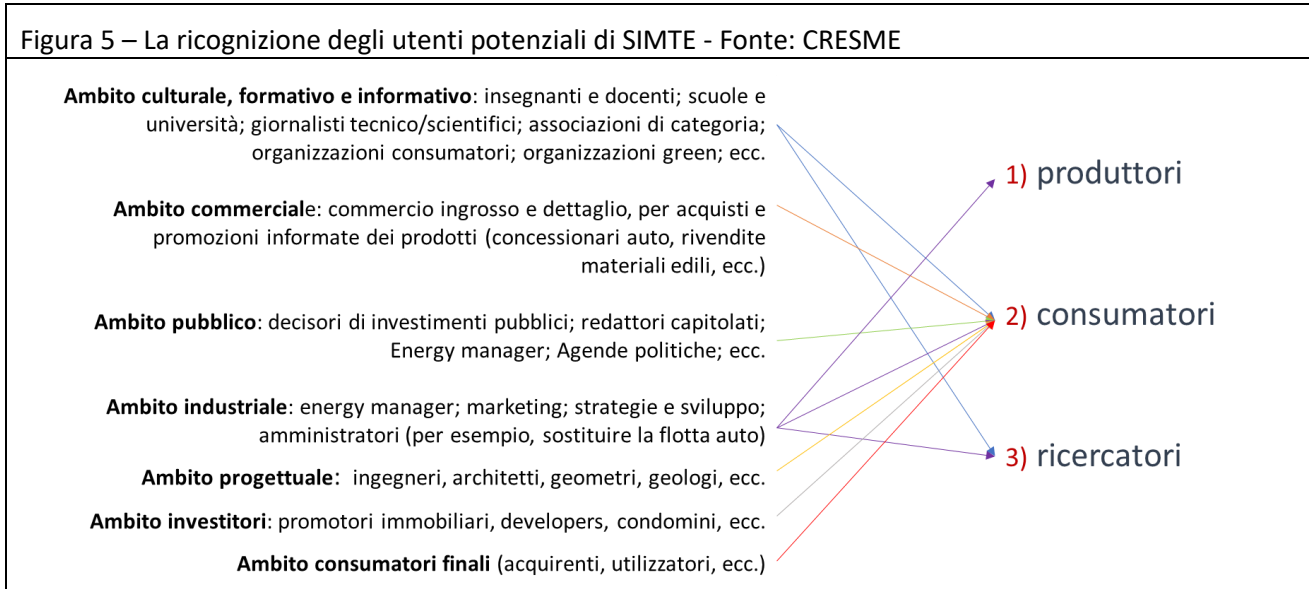 Figura 5 – La ricognizione degli utenti potenziali di SIMTE - Fonte: CRESME
Ambito culturale, formativo e informativo: insegnanti e docenti; scuole e
università; giornalisti tecnico/scientifici; associazioni di categoria;
organizzazioni consumatori; organizzazioni green; ecc.
Ambito commerciale: commercio ingrosso e dettaglio, per acquisti e
promozioni informate dei prodotti (concessionari auto, rivendite
materiali edili, ecc.)
Ambito pubblico: decisori di investimenti pubblici; redattori capitolati;
Energy manager; Agende politiche; ecc.
Ambito industriale: energy manager; marketing; strategie e sviluppo;
amministratori (per esempio, sostituire la flotta auto)
Ambito progettuale: ingegneri, architetti, geometri, geologi, ecc.
Ambito investitori: promotori immobiliari, developers, condomini, ecc.
Ambito consumatori finali (acquirenti, utilizzatori, ecc.)
1) produttori
2) consumatori
3) ricercatori